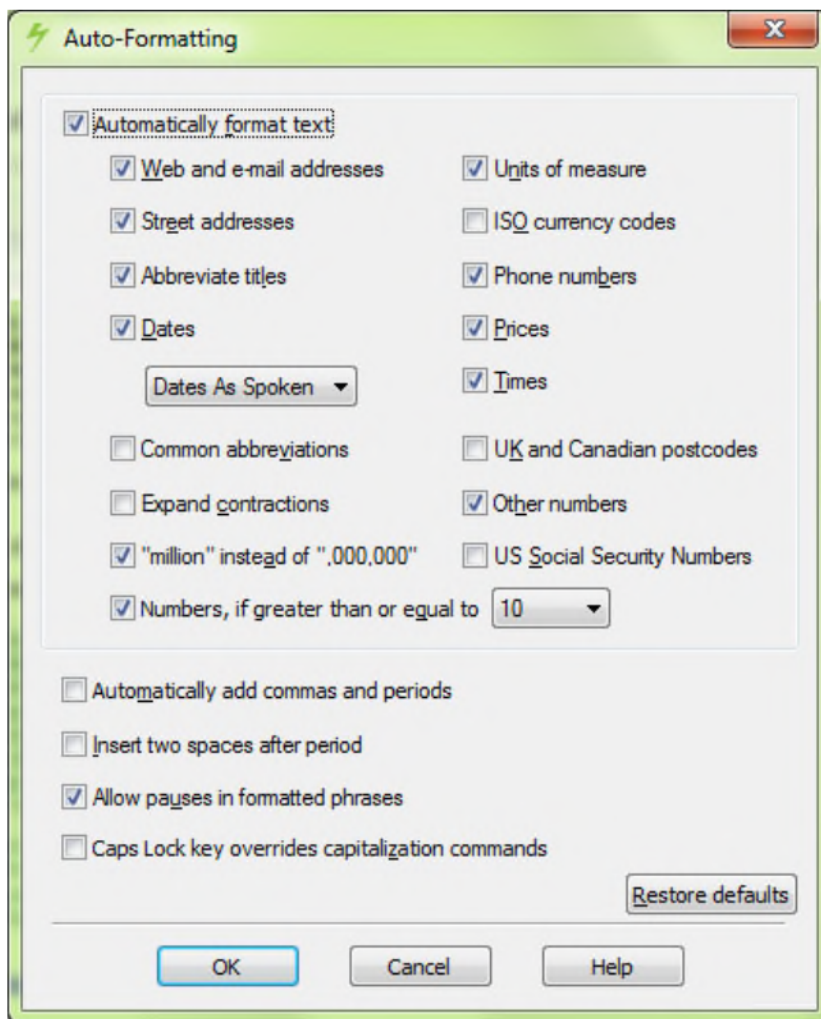 Auto-Formatting
Automatically format text
Web and e-mail addresses
Units of measure
Street addresses
ISO currency codes
Abbreviate titles
Phone numbers
Dates
Prices
Dates As Spoken
Times
Common abbreviations
UK and Canadian postcodes
Expand contractions
Other numbers
"million" instead of ",000,000"
US Social Security Numbers
Numbers, if greater than or equal to 10
Automatically add commas and periods
Insert two spaces after period
Allow pauses in formatted phrases
Caps Lock key overrides capitalization commands
Restore defaults
OK Cancel Help